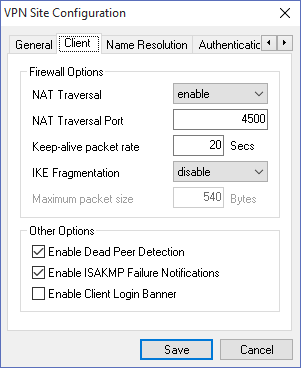 VPN Site Configuration
General Client Name Resolution Authenticatio
Firewall Options
NAT Traversal enable
NAT Traversal Port 4500
Keep-alive packet rate 20 Secs
IKE Fragmentation disable
Maximum packet size 540 Bytes
Other Options
Enable Dead Peer Detection
Enable ISAKMP Failure Notifications
Enable Client Login Banner
Save Cancel